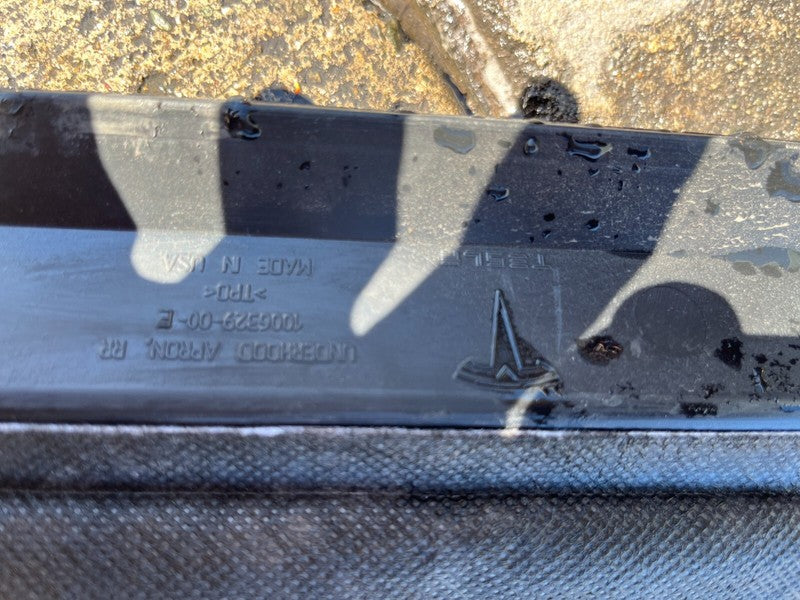 UNDERHOOD APRON, RR
1006329-00-E
>TPO<
MADE IN USA
TESLA